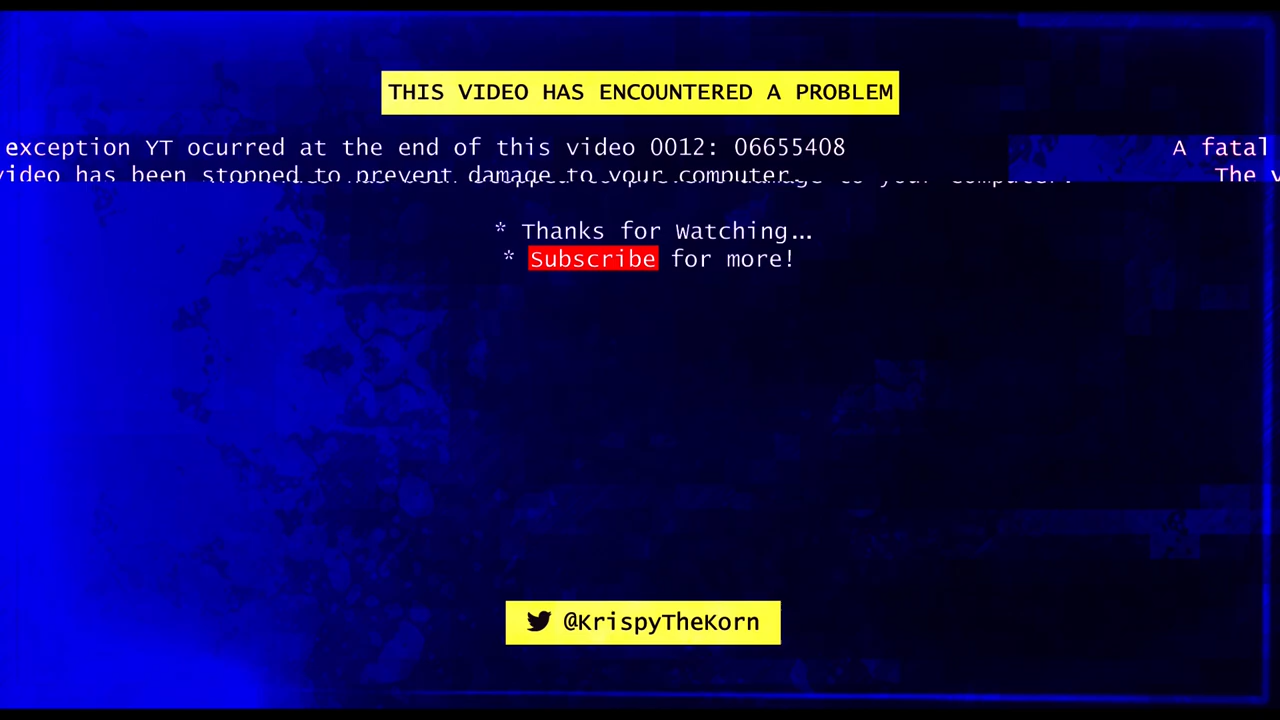 THIS VIDEO HAS ENCOUNTERED A PROBLEM
exception YT ocurred at the end of this video 0012: 06655408 A fatal
video has been stopped to prevent damage to your computer. The v
* Thanks for Watching...
* Subscribe for more!
@KrispyTheKorn